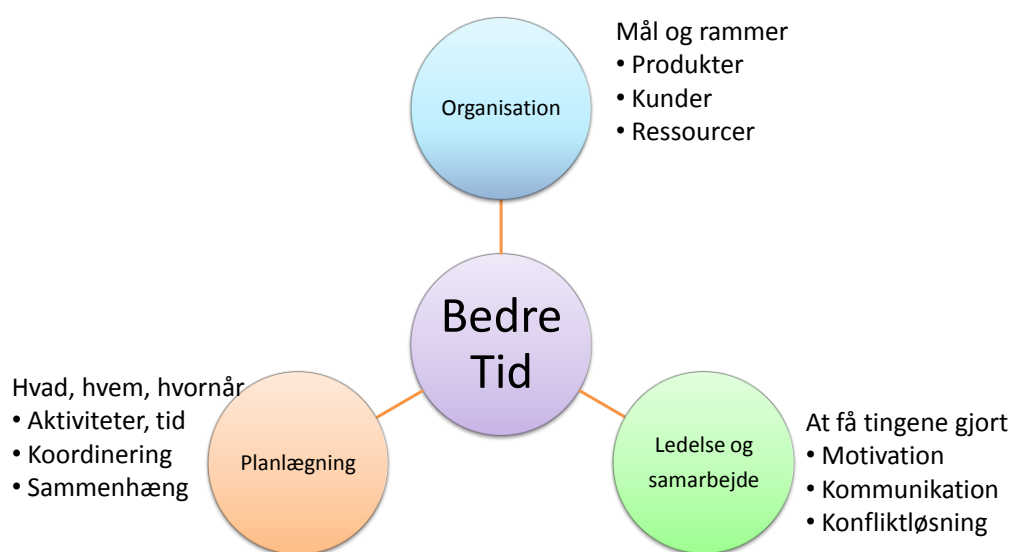 Organisation
Mål og rammer
• Produkter
• Kunder
• Ressourcer
Bedre
Tid
Hvad, hvem, hvornår
• Aktiviteter, tid
• Koordinering
• Sammenhæng
Planlægning
Ledelse og
samarbejde
At få tingene gjort
• Motivation
• Kommunikation
• Konfliktløsning